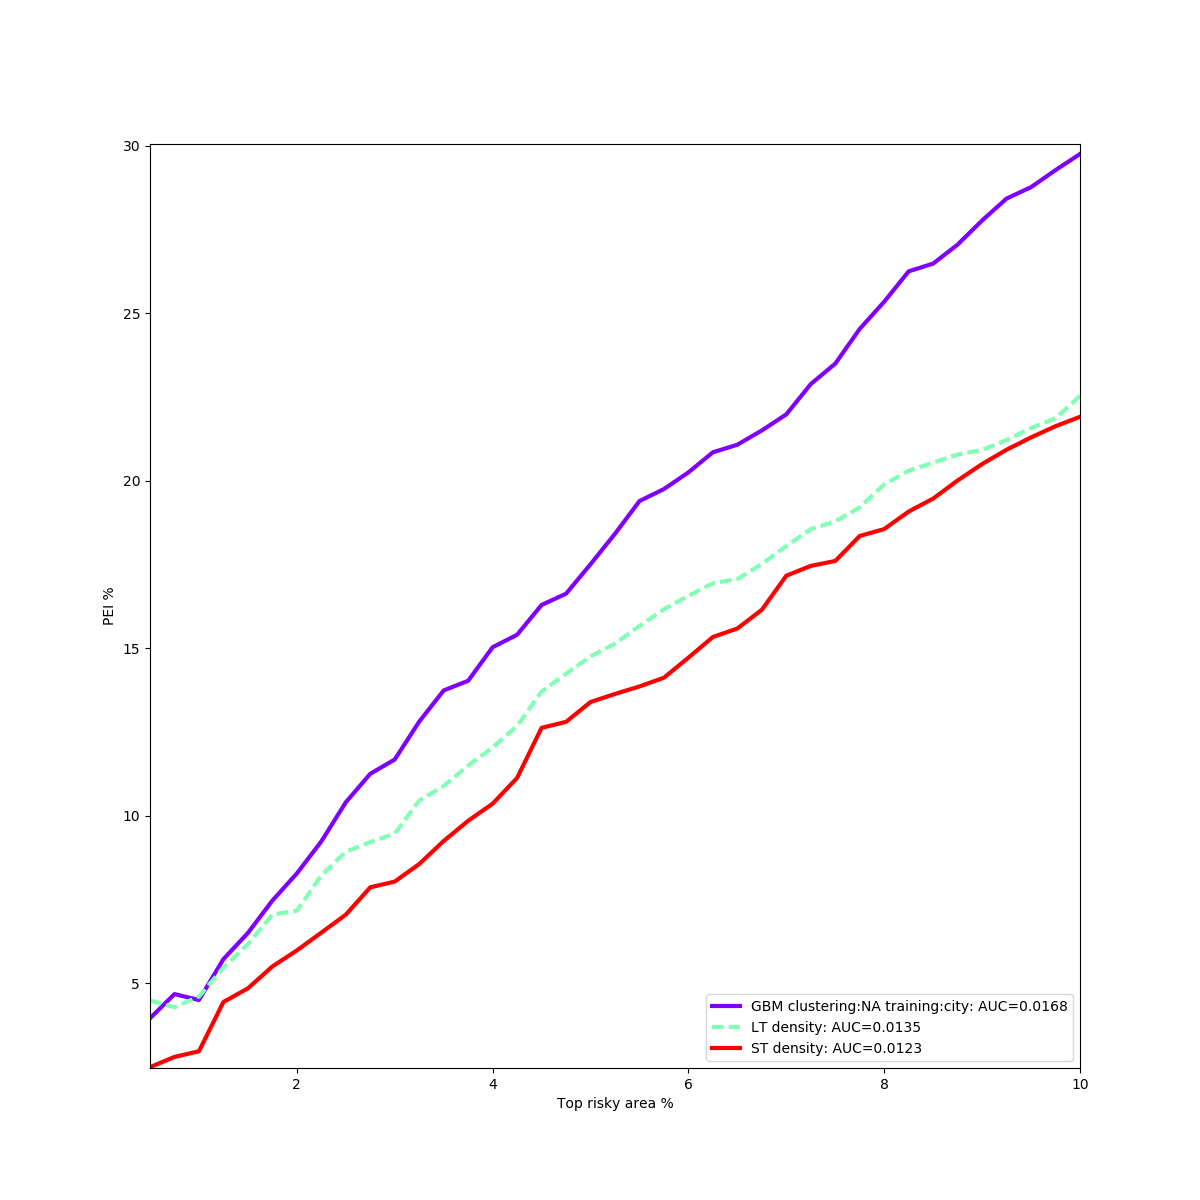 30
25
20
15
10
5
PEI %
2 4 6 8 10
Top risky area %
GBM clustering:NA training:city: AUC=0.0168
LT density: AUC=0.0135
ST density: AUC=0.0123